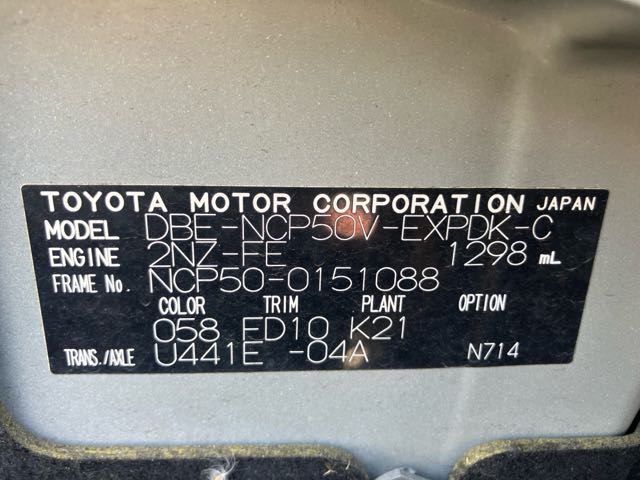 TOYOTA MOTOR CORPORATION JAPAN
MODEL DBE-NCP50V-EXPDK-C
ENGINE 2NZ-FE 1298 mL
FRAME No. NCP50-0151088
COLOR TRIM PLANT OPTION
058 FD10 K21
TRANS./AXLE U441E -04A N714